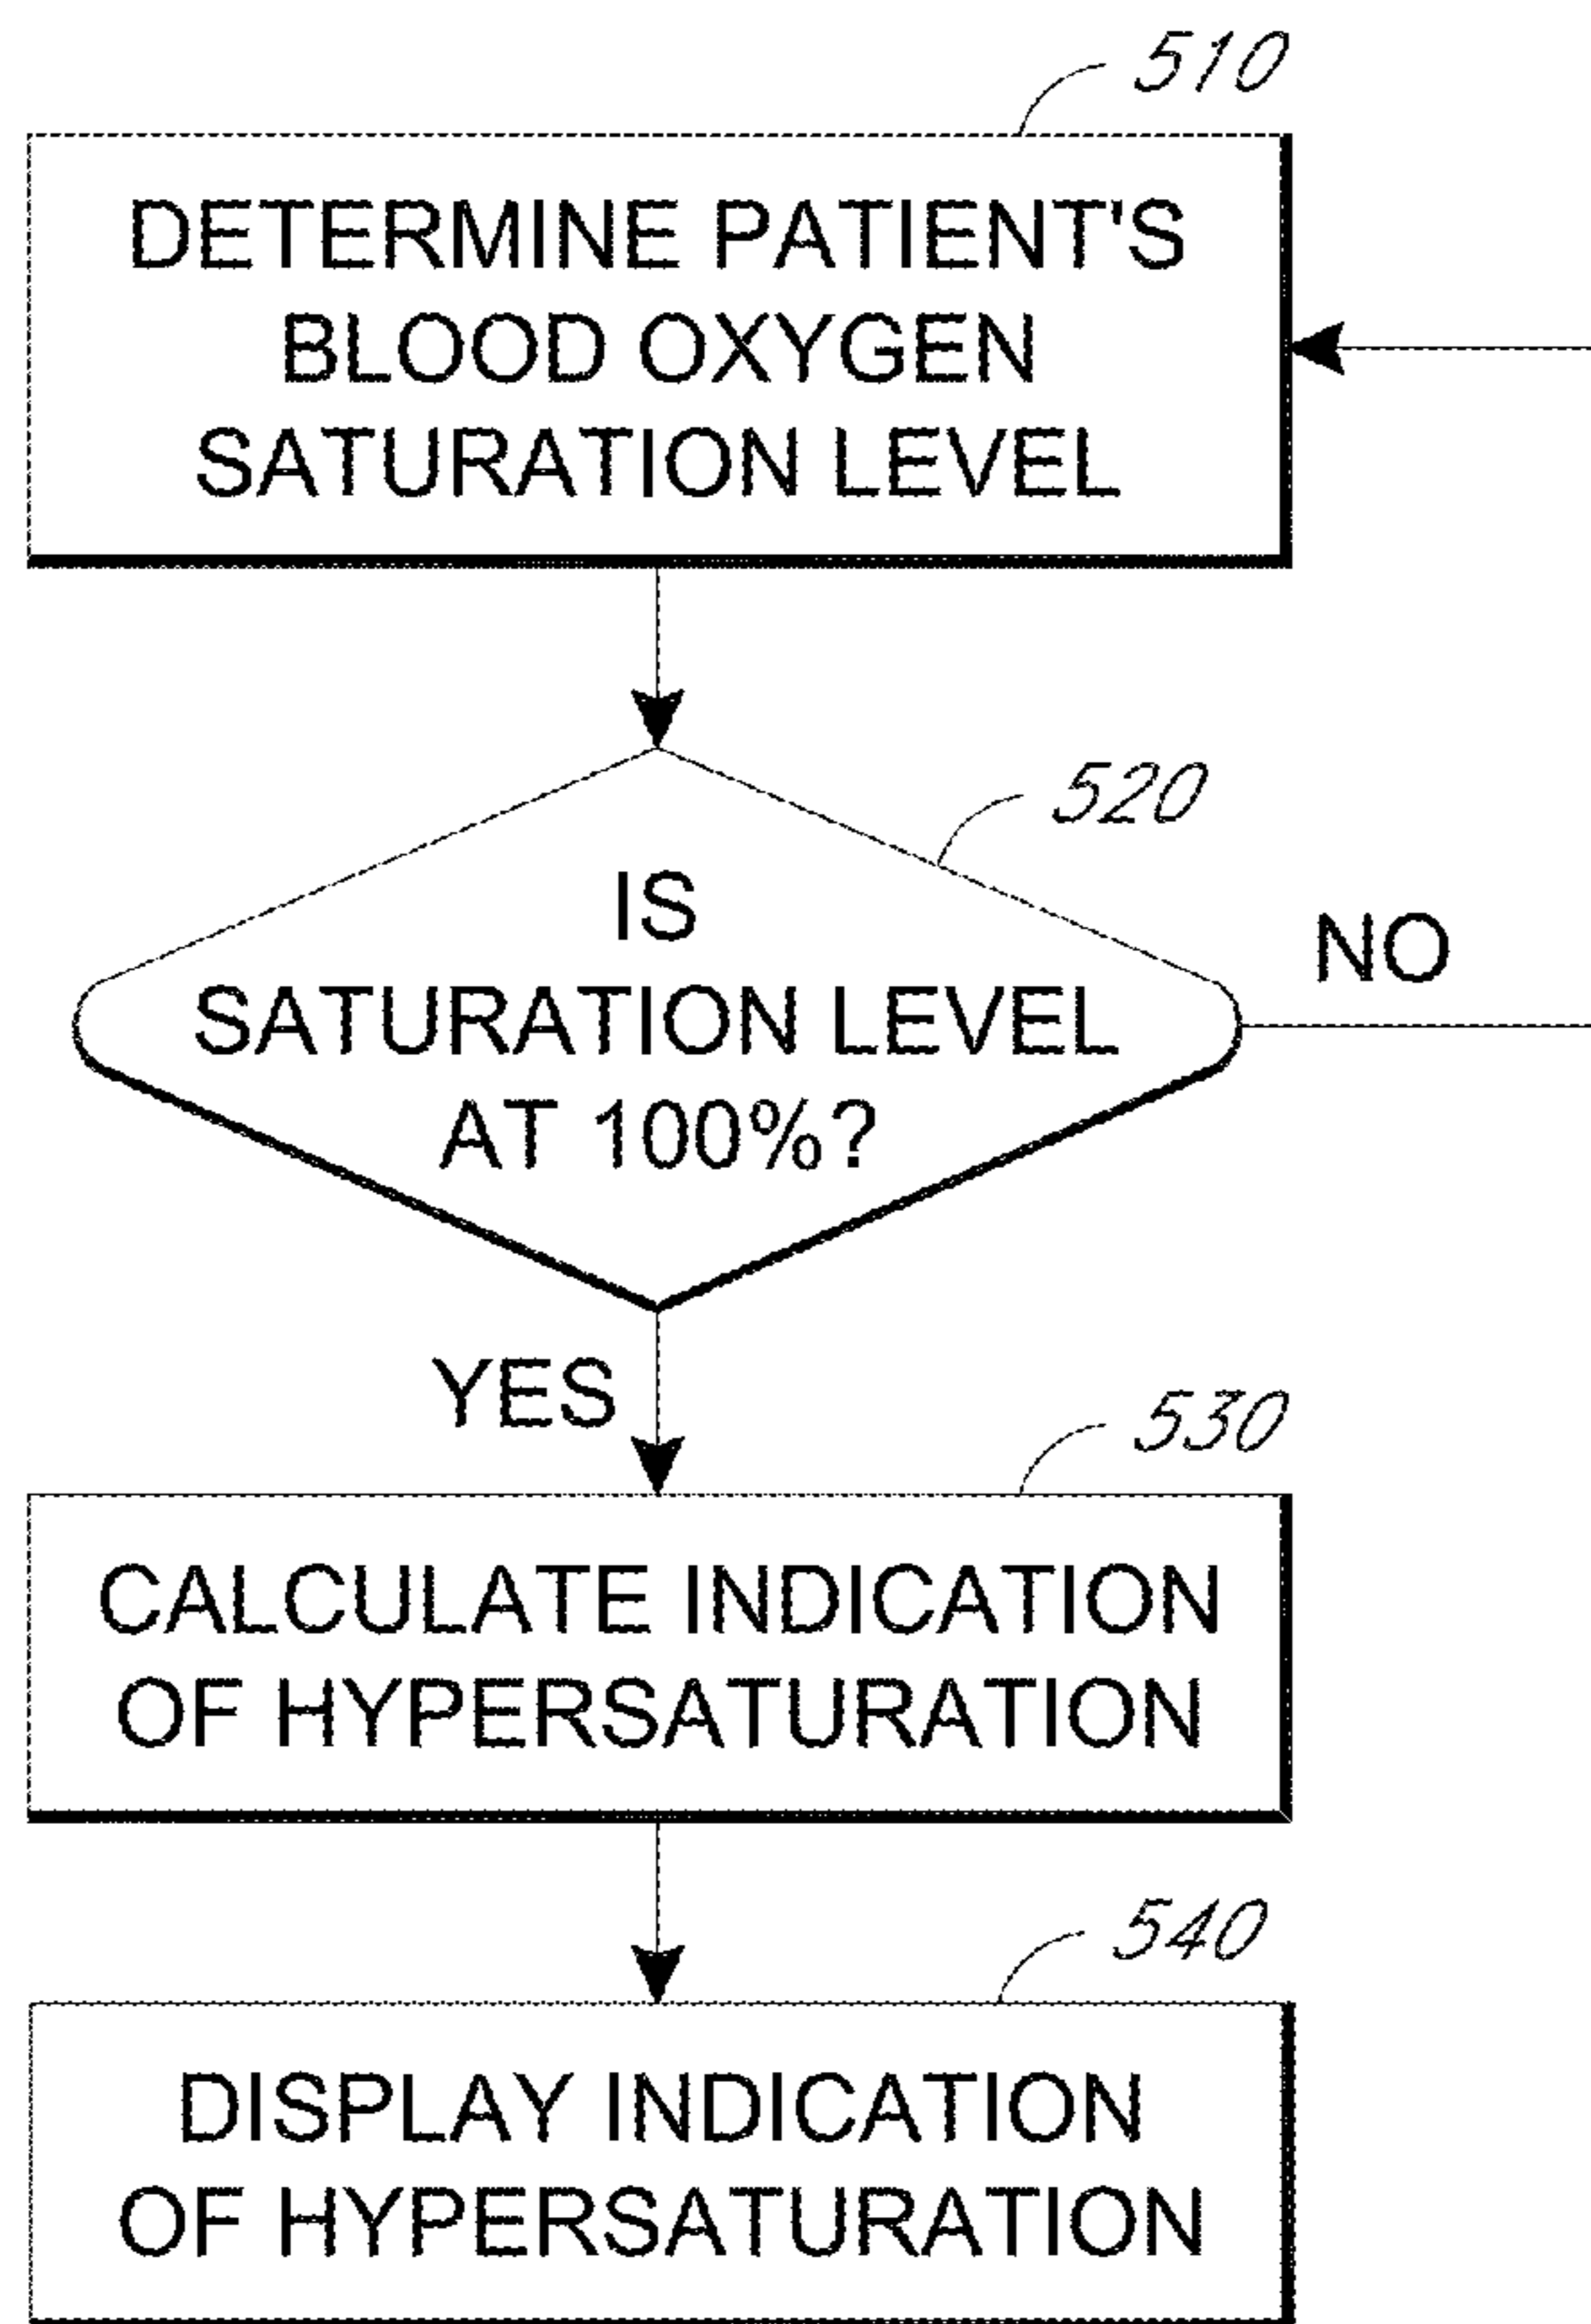 510
DETERMINE PATIENT'S
BLOOD OXYGEN
SATURATION LEVEL
520
IS
SATURATION LEVEL
AT 100%?
NO
YES
530
CALCULATE INDICATION
OF HYPERSATURATION
540
DISPLAY INDICATION
OF HYPERSATURATION